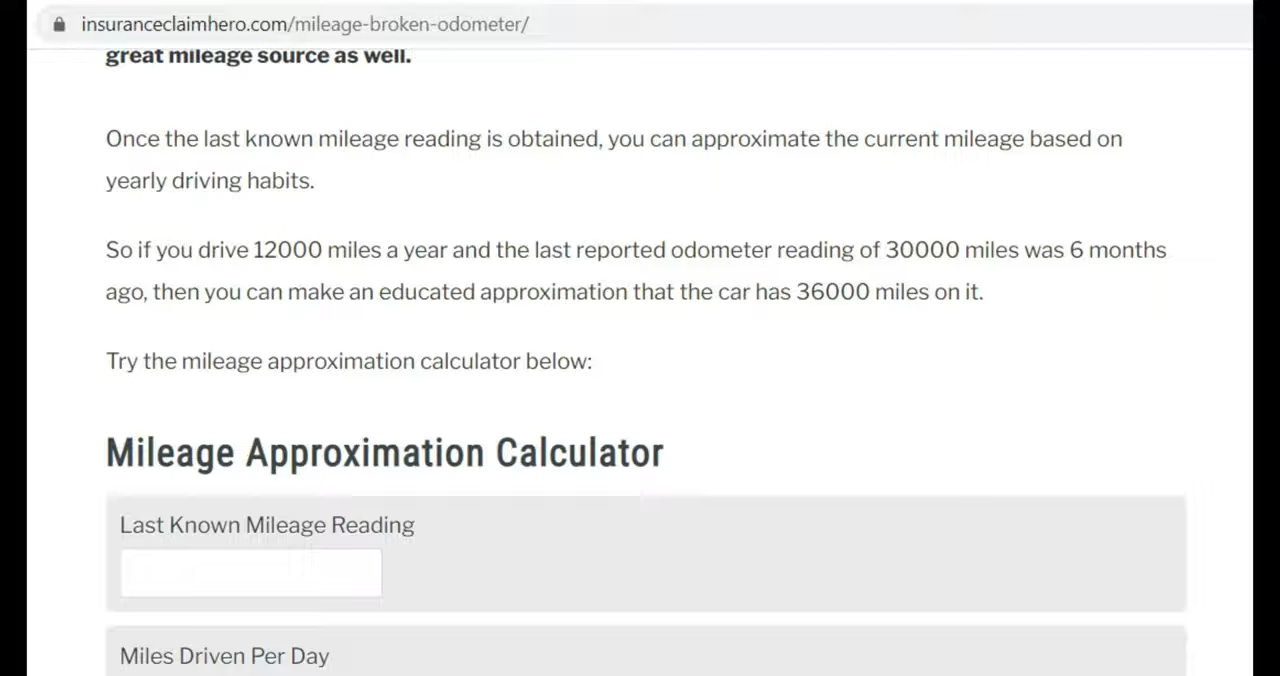 insuranceclaimhero.com/mileage-broken-odometer/
great mileage source as well.
Once the last known mileage reading is obtained, you can approximate the current mileage based on
yearly driving habits.
So if you drive 12000 miles a year and the last reported odometer reading of 30000 miles was 6 months
ago, then you can make an educated approximation that the car has 36000 miles on it.
Try the mileage approximation calculator below:
Mileage Approximation Calculator
Last Known Mileage Reading
Miles Driven Per Day